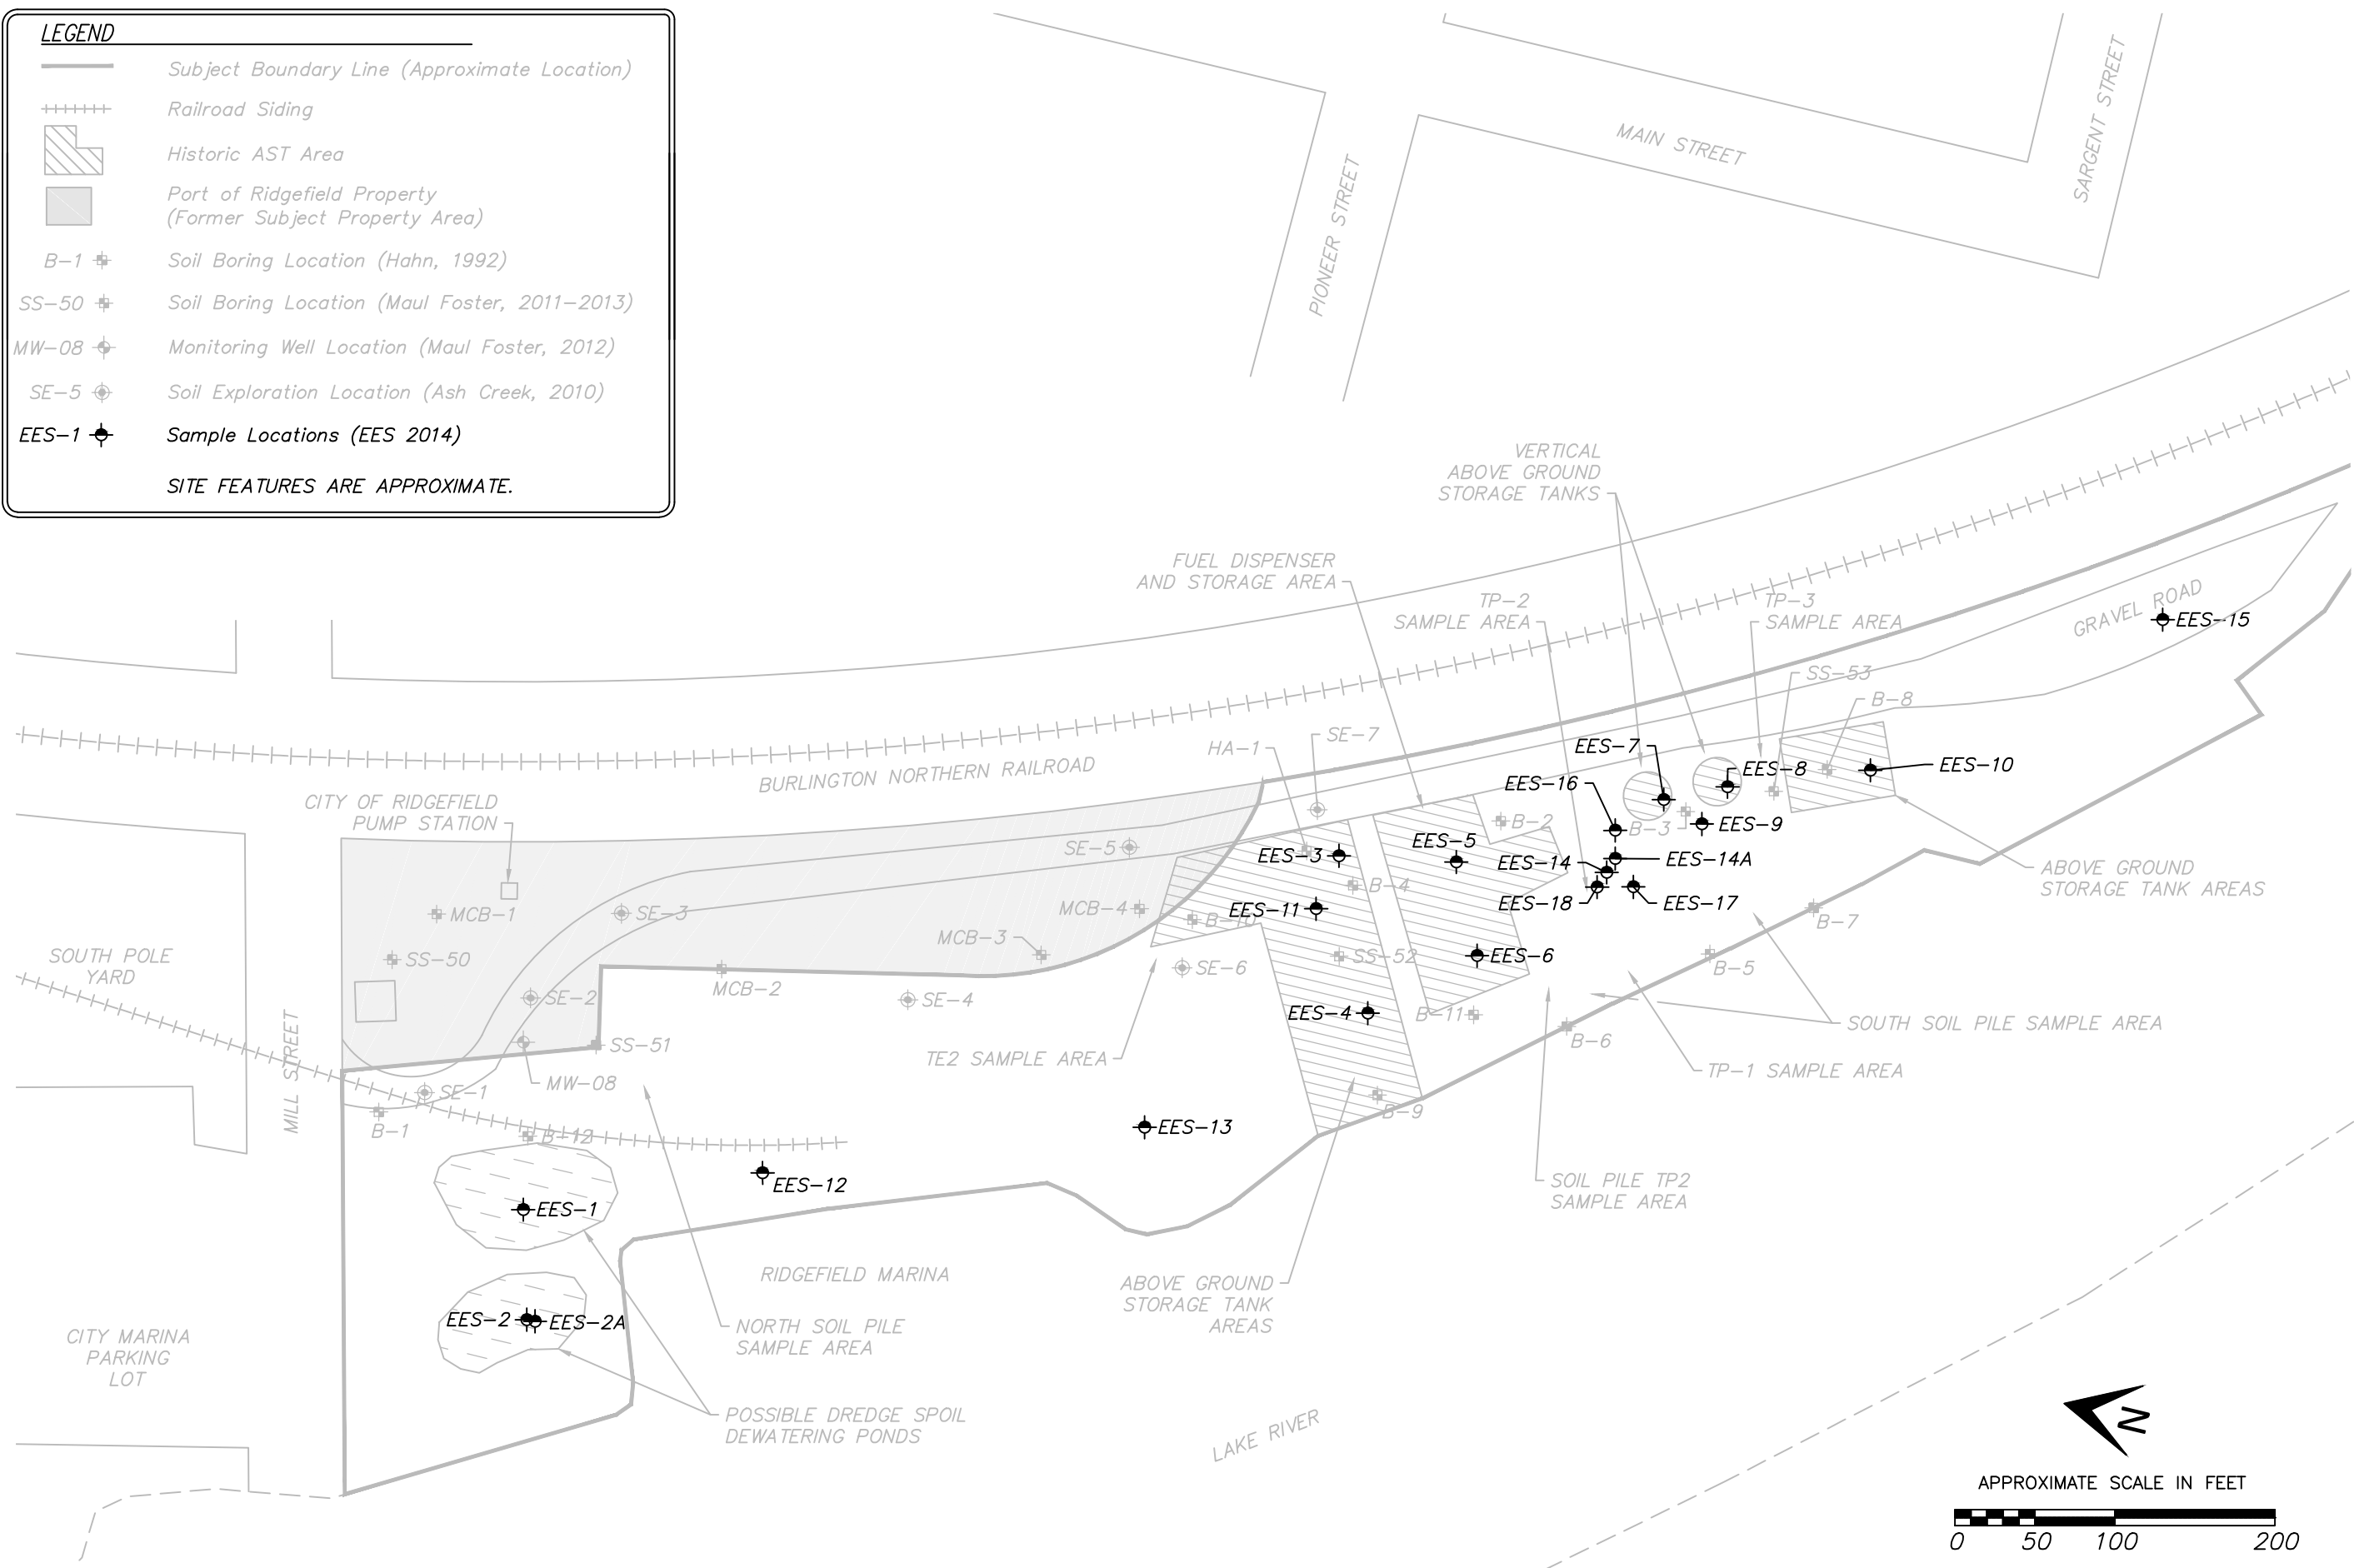 LEGEND
Subject Boundary Line (Approximate Location)
Railroad Siding
Historic AST Area
Port of Ridgefield Property
(Former Subject Property Area)
B-1 Soil Boring Location (Hahn, 1992)
SS-50 Soil Boring Location (Maul Foster, 2011-2013)
MW-08 Monitoring Well Location (Maul Foster, 2012)
SE-5 Soil Exploration Location (Ash Creek, 2010)
EES-1 Sample Locations (EES 2014)
SITE FEATURES ARE APPROXIMATE.
MAIN STREET
SARGENT STREET
PIONEER STREET
VERTICAL
ABOVE GROUND
STORAGE TANKS
FUEL DISPENSER
AND STORAGE AREA
TP-2
SAMPLE AREA
TP-3
SAMPLE AREA
GRAVEL ROAD
EES-15
SS-53
B-8
SE-7
HA-1
EES-7
EES-8
EES-10
EES-16
BURLINGTON NORTHERN RAILROAD
CITY OF RIDGEFIELD
PUMP STATION
B-2
B-3
EES-9
SE-5
EES-3
EES-5
EES-14
EES-14A
ABOVE GROUND
STORAGE TANK AREAS
B-4
EES-18
EES-17
MCB-1
SE-3
MCB-4
B-10
EES-11
B-7
MCB-3
SOUTH POLE
YARD
SS-50
SE-6
SS-52
EES-6
B-5
MCB-2
SE-2
SE-4
EES-4
B-11
SOUTH SOIL PILE SAMPLE AREA
B-6
MILL STREET
SS-51
TE2 SAMPLE AREA
TP-1 SAMPLE AREA
MW-08
SE-1
B-1
B-12
B-9
EES-13
EES-12
SOIL PILE TP2
SAMPLE AREA
EES-1
RIDGEFIELD MARINA
ABOVE GROUND
STORAGE TANK
AREAS
EES-2
EES-2A
NORTH SOIL PILE
SAMPLE AREA
CITY MARINA
PARKING
LOT
POSSIBLE DREDGE SPOIL
DEWATERING PONDS
LAKE RIVER
N
APPROXIMATE SCALE IN FEET
0 50 100 200